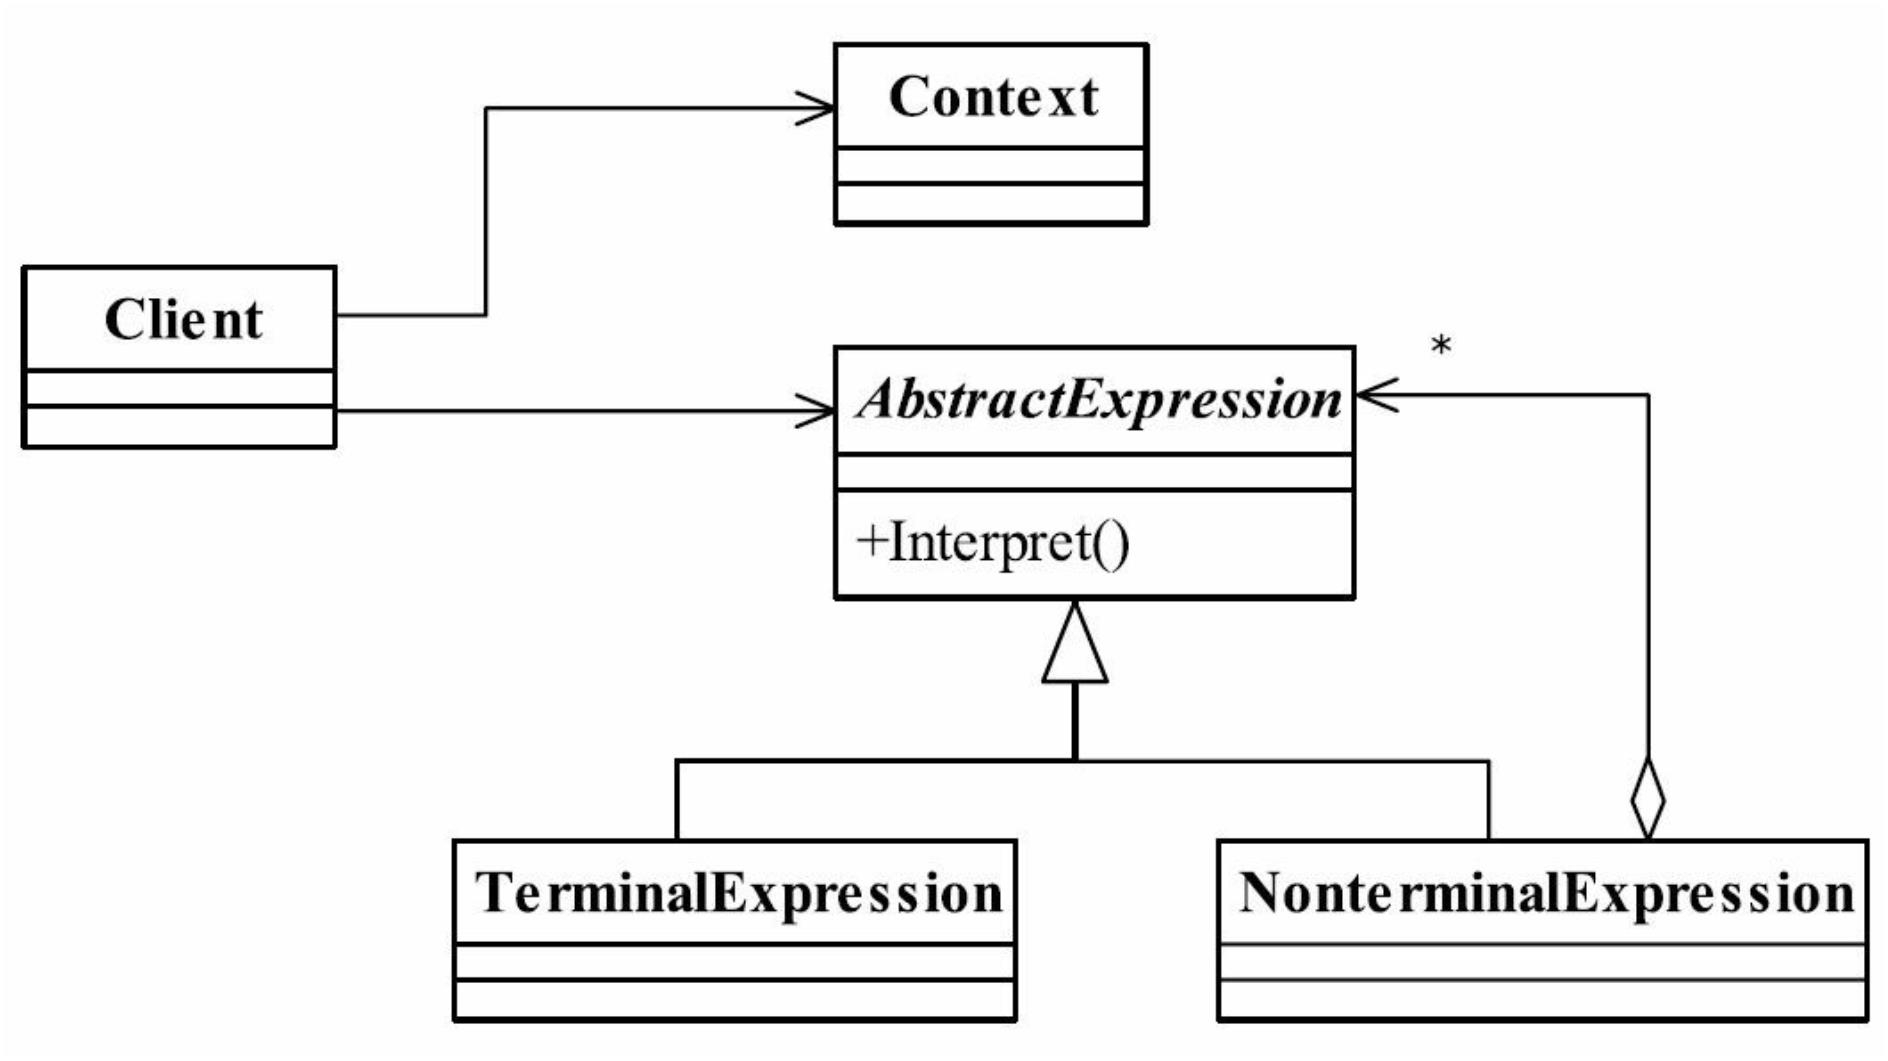 Context
Client
*
AbstractExpression
+Interpret()
TerminalExpression
NonterminalExpression